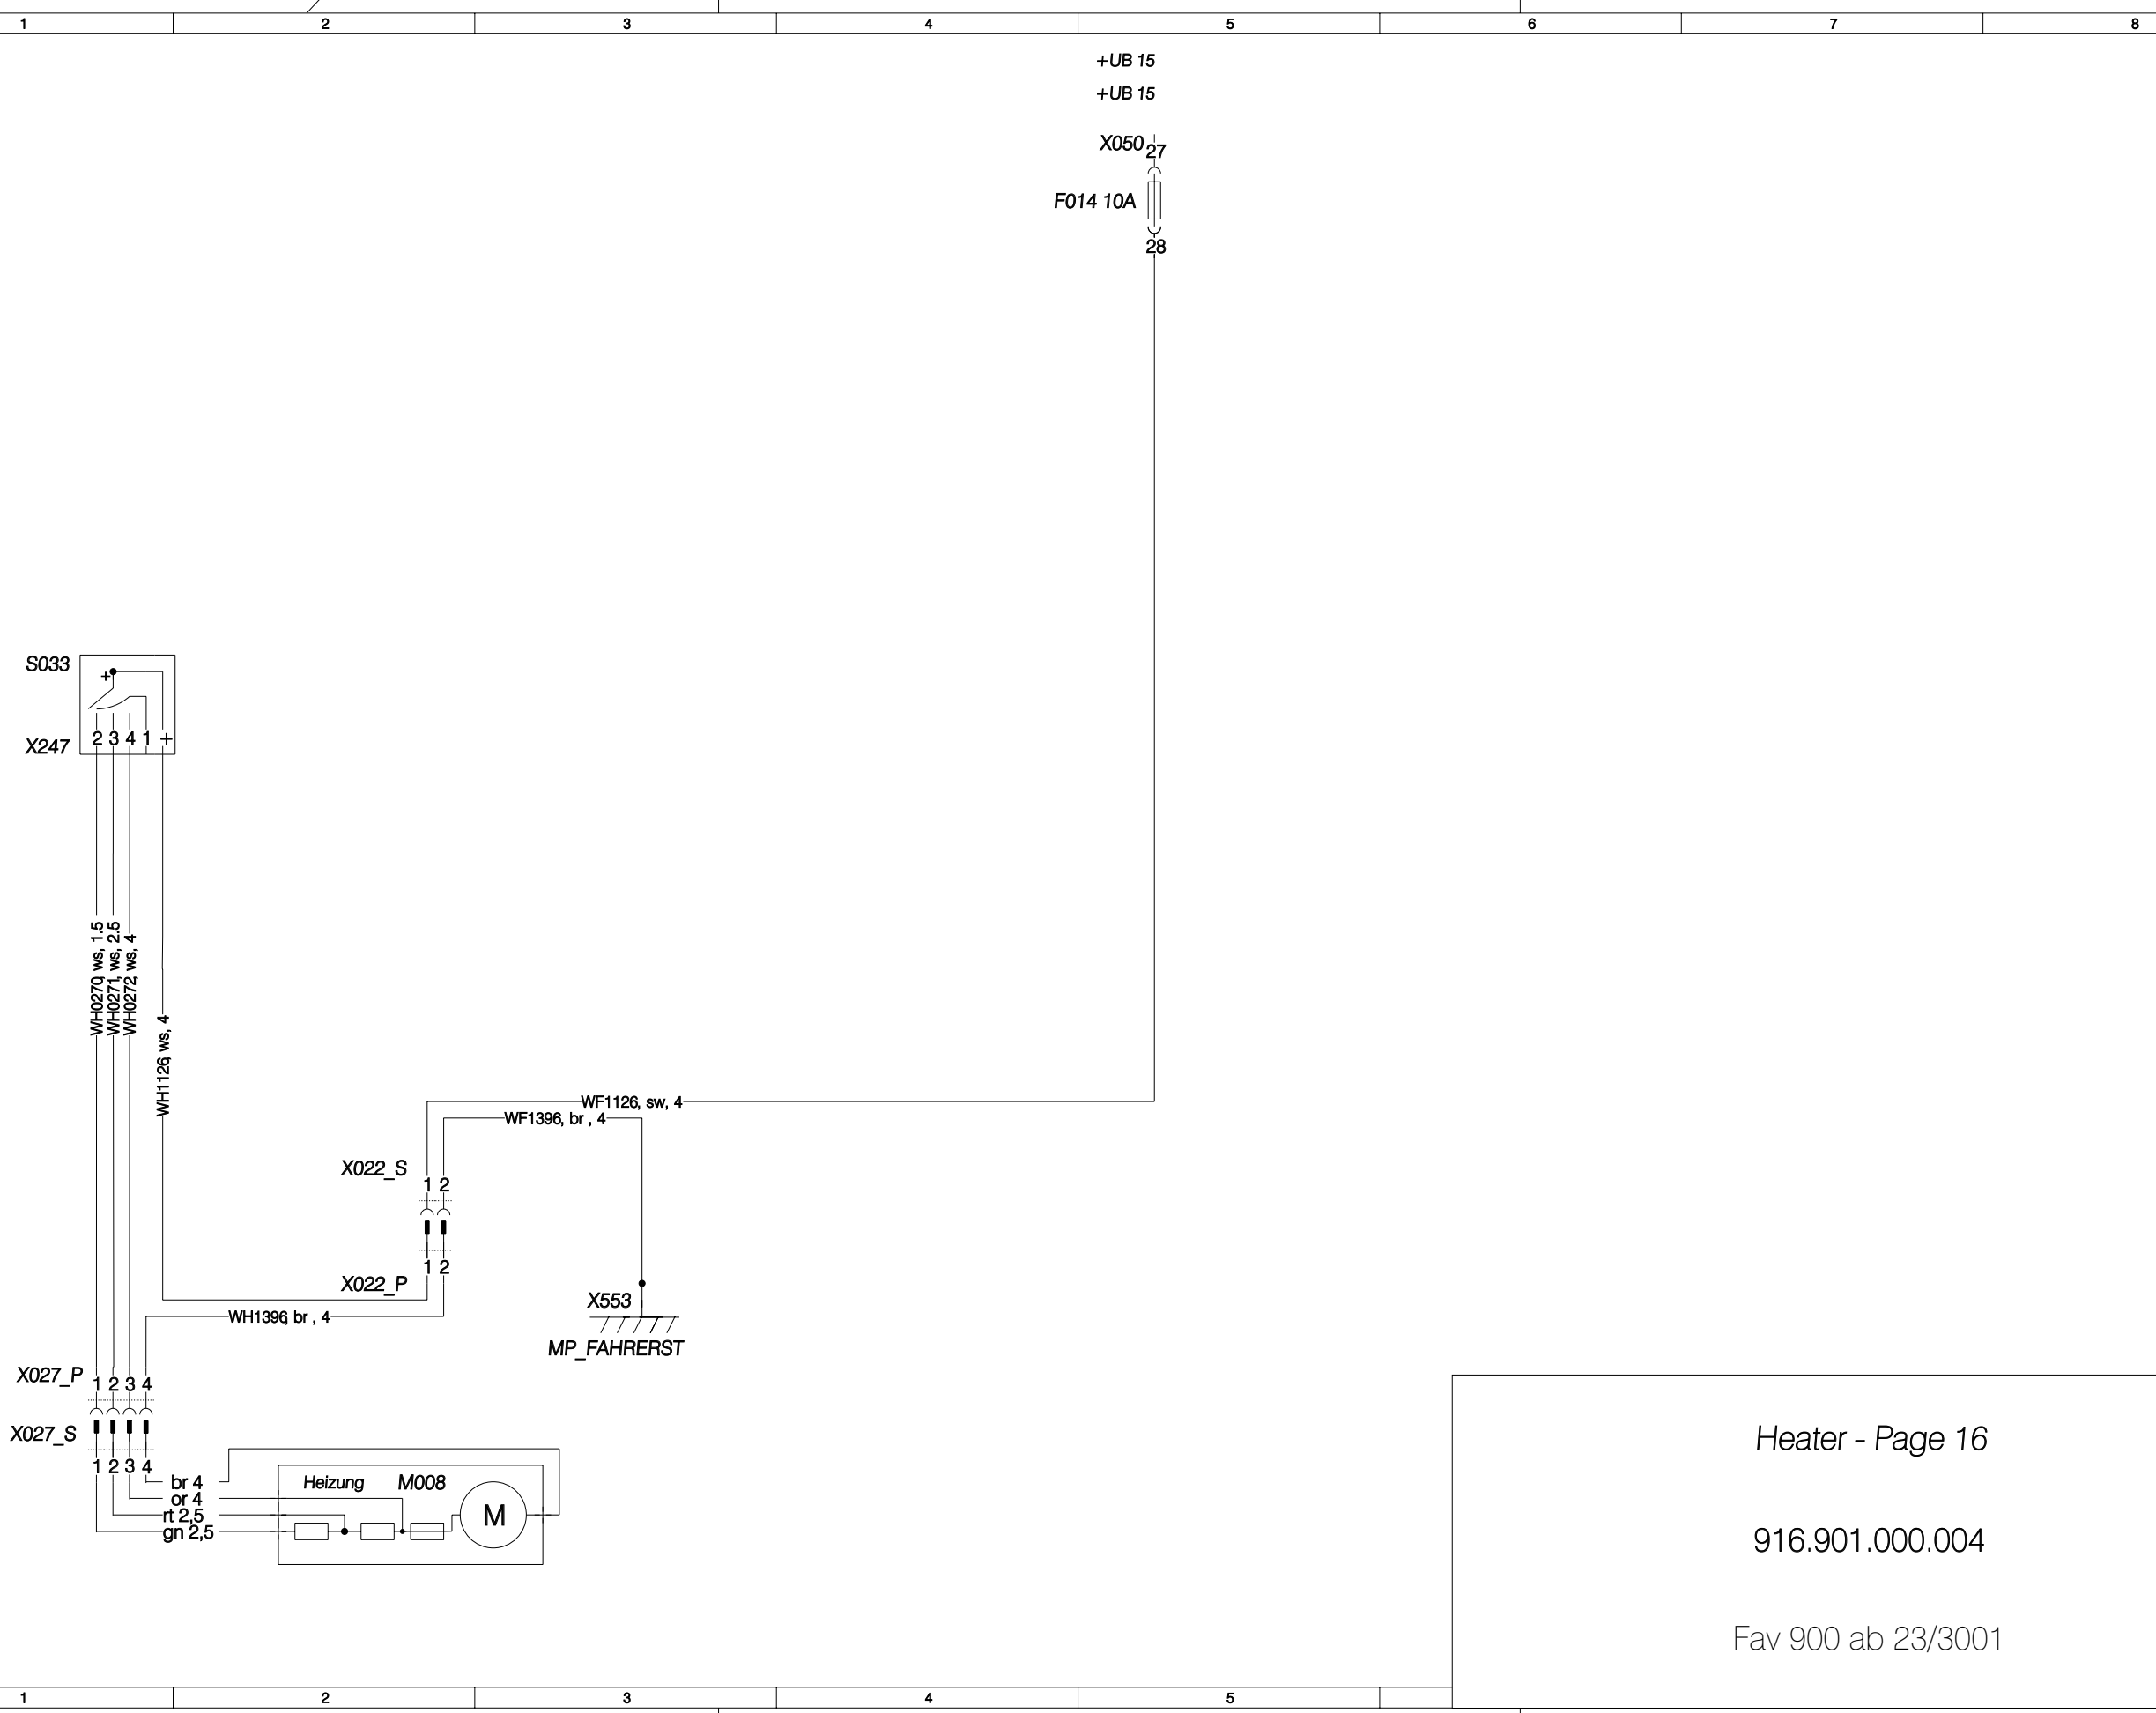 1 2 3 4 5 6 7 8
+UB 15
+UB 15
X050 27
F014 10A
28
S033
+
X247 2 3 4 1 +
WH0270, ws, 1.5
WH0271, ws, 2.5
WH0272, ws, 4
WH1126, ws, 4
WF1126, sw, 4
WF1396, br , 4
X022_S 1 2
X022_P 1 2
X553
MP_FAHRERST
WH1396, br , 4
X027_P 1 2 3 4
X027_S
1 2 3 4
br 4
or 4
rt 2,5
gn 2,5
Heizung M008
M
Heater - Page 16
916.901.000.004
Fav 900 ab 23/3001
1 2 3 4 5